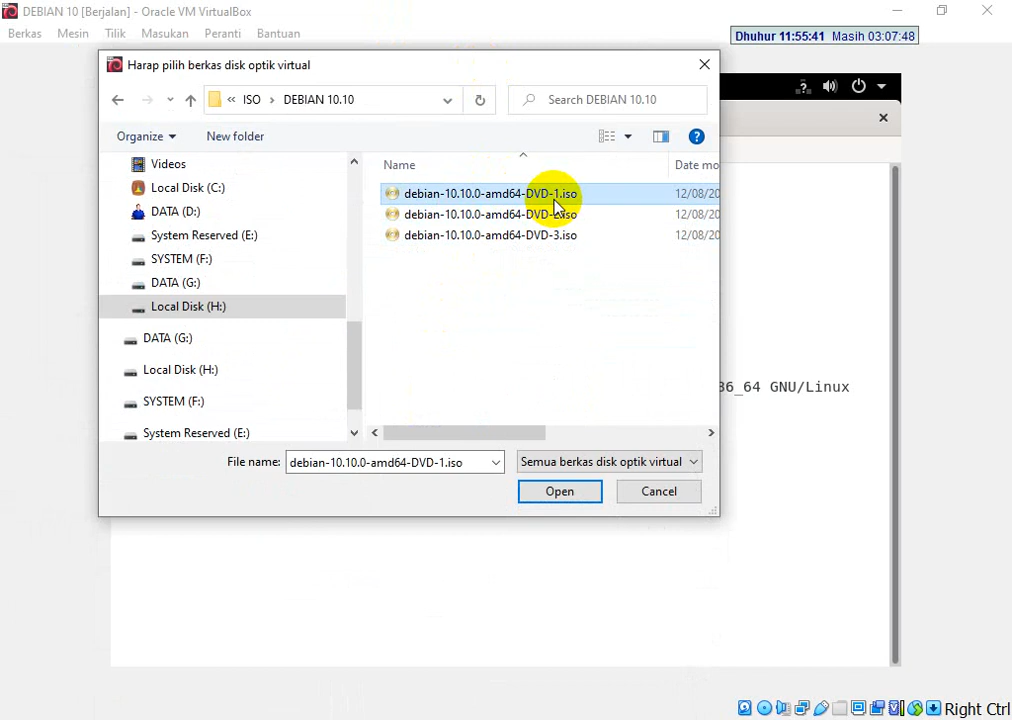 DEBIAN 10 [Berjalan] - Oracle VM VirtualBox
Berkas Mesin Tilik Masukan Peranti Bantuan
Dhuhur 11:55:41 Masih 03:07:48
Harap pilih berkas disk optik virtual
« ISO › DEBIAN 10.10
Search DEBIAN 10.10
Organize New folder
Name Date mo
Videos
Local Disk (C:)
DATA (D:)
System Reserved (E:)
SYSTEM (F:)
DATA (G:)
Local Disk (H:)
DATA (G:)
Local Disk (H:)
SYSTEM (F:)
System Reserved (E:)
debian-10.10.0-amd64-DVD-1.iso 12/08/20
debian-10.10.0-amd64-DVD-2.iso 12/08/20
debian-10.10.0-amd64-DVD-3.iso 12/08/20
86_64 GNU/Linux
File name: debian-10.10.0-amd64-DVD-1.iso Semua berkas disk optik virtual
Open Cancel
Right Ctrl